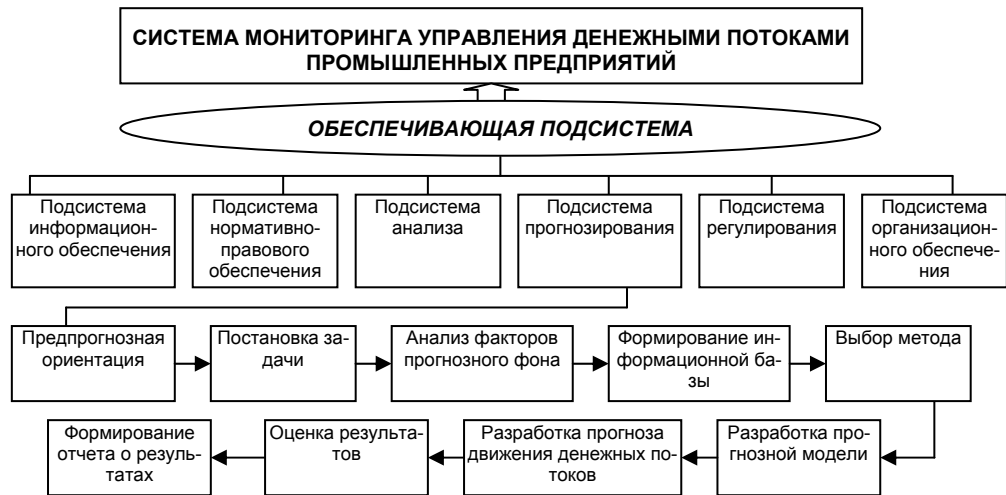 СИСТЕМА МОНИТОРИНГА УПРАВЛЕНИЯ ДЕНЕЖНЫМИ ПОТОКАМИ
ПРОМЫШЛЕННЫХ ПРЕДПРИЯТИЙ
ОБЕСПЕЧИВАЮЩАЯ ПОДСИСТЕМА
Подсистема
информацион-
ного обеспечения
Подсистема
нормативно-
правового
обеспечения
Подсистема
анализа
Подсистема
прогнозирования
Подсистема
регулирования
Подсистема
организацион-
ного обеспече-
ния
Предпрогнозная
ориентация
Постановка за-
дачи
Анализ факторов
прогнозного фона
Формирование ин-
формационной ба-
зы
Выбор метода
Формирование
отчета о резуль-
татах
Оценка результа-
тов
Разработка прогноза
движения денежных по-
токов
Разработка про-
гнозной модели